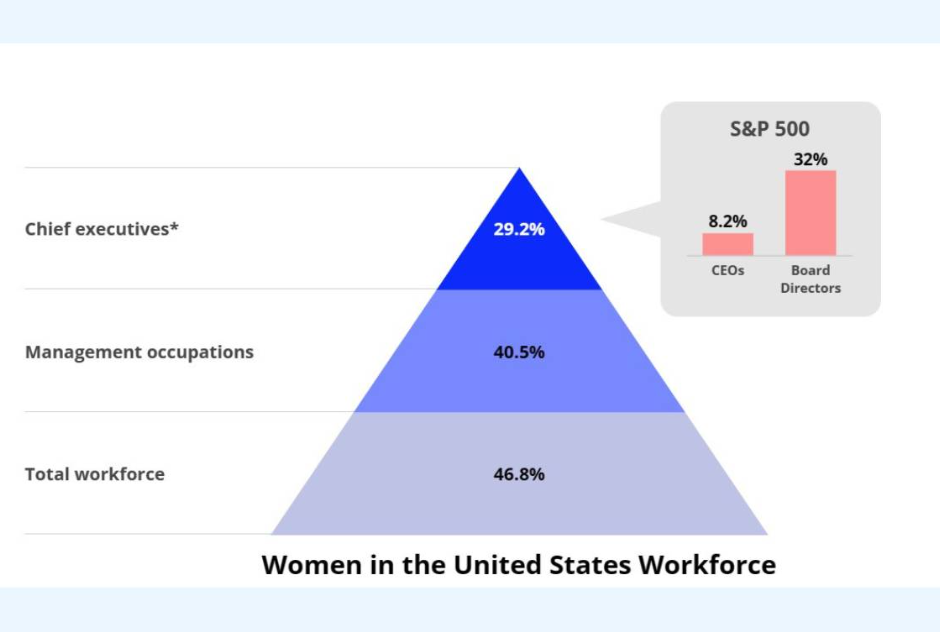 S&P 500
32%
8.2%
CEOs
Board
Directors
Chief executives*
29.2%
Management occupations
40.5%
Total workforce
46.8%
Women in the United States Workforce